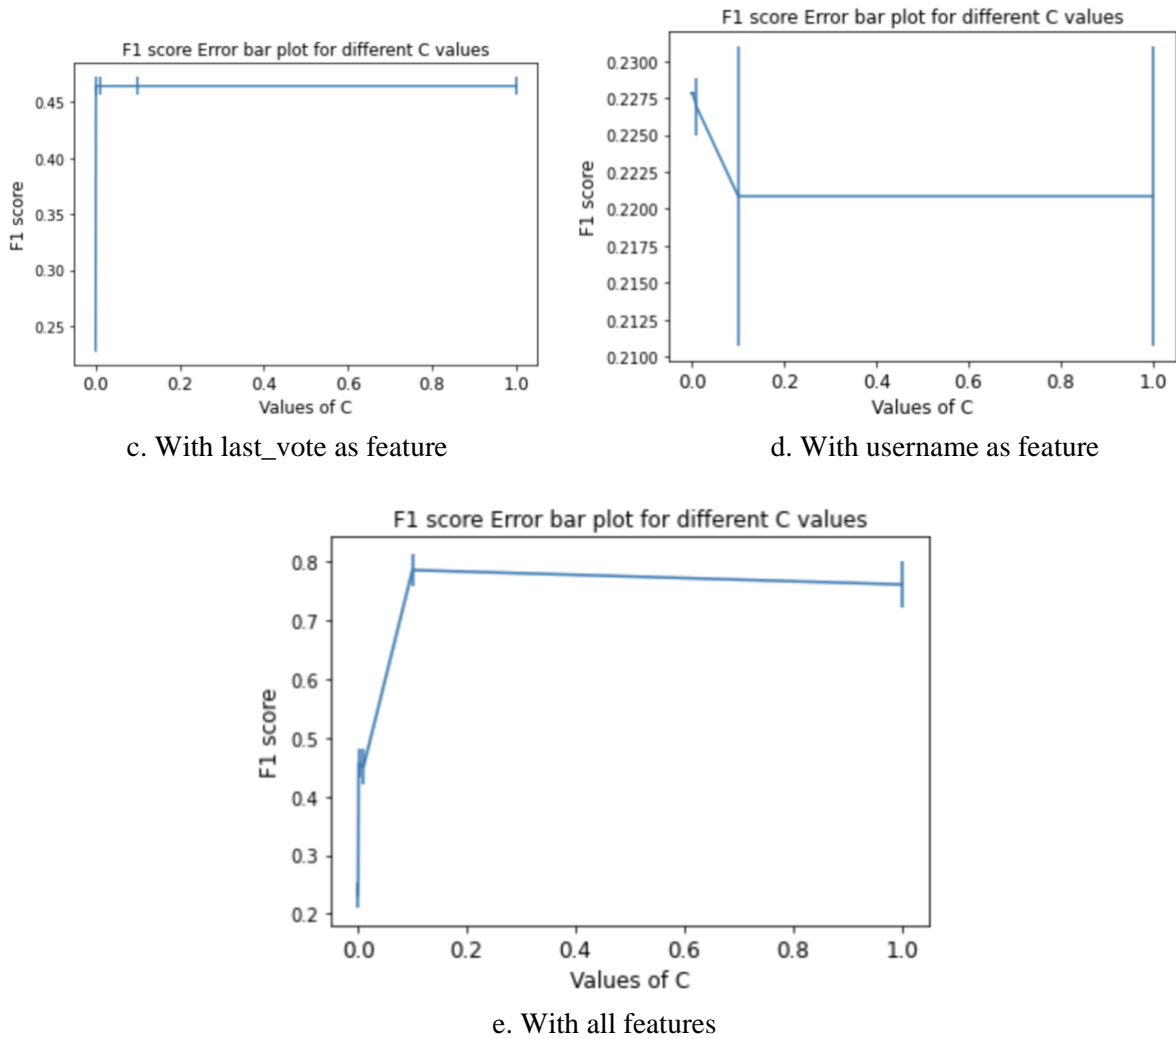 F1 score Error bar plot for different C values
0.45
0.40
0.35
0.30
0.25
F1 score
0.0 0.2 0.4 0.6 0.8 1.0
Values of C
c. With last_vote as feature
F1 score Error bar plot for different C values
0.2300
0.2275
0.2250
0.2225
0.2200
0.2175
0.2150
0.2125
0.2100
F1 score
0.0 0.2 0.4 0.6 0.8 1.0
Values of C
d. With username as feature
F1 score Error bar plot for different C values
0.8
0.7
0.6
0.5
0.4
0.3
0.2
F1 score
0.0 0.2 0.4 0.6 0.8 1.0
Values of C
e. With all features